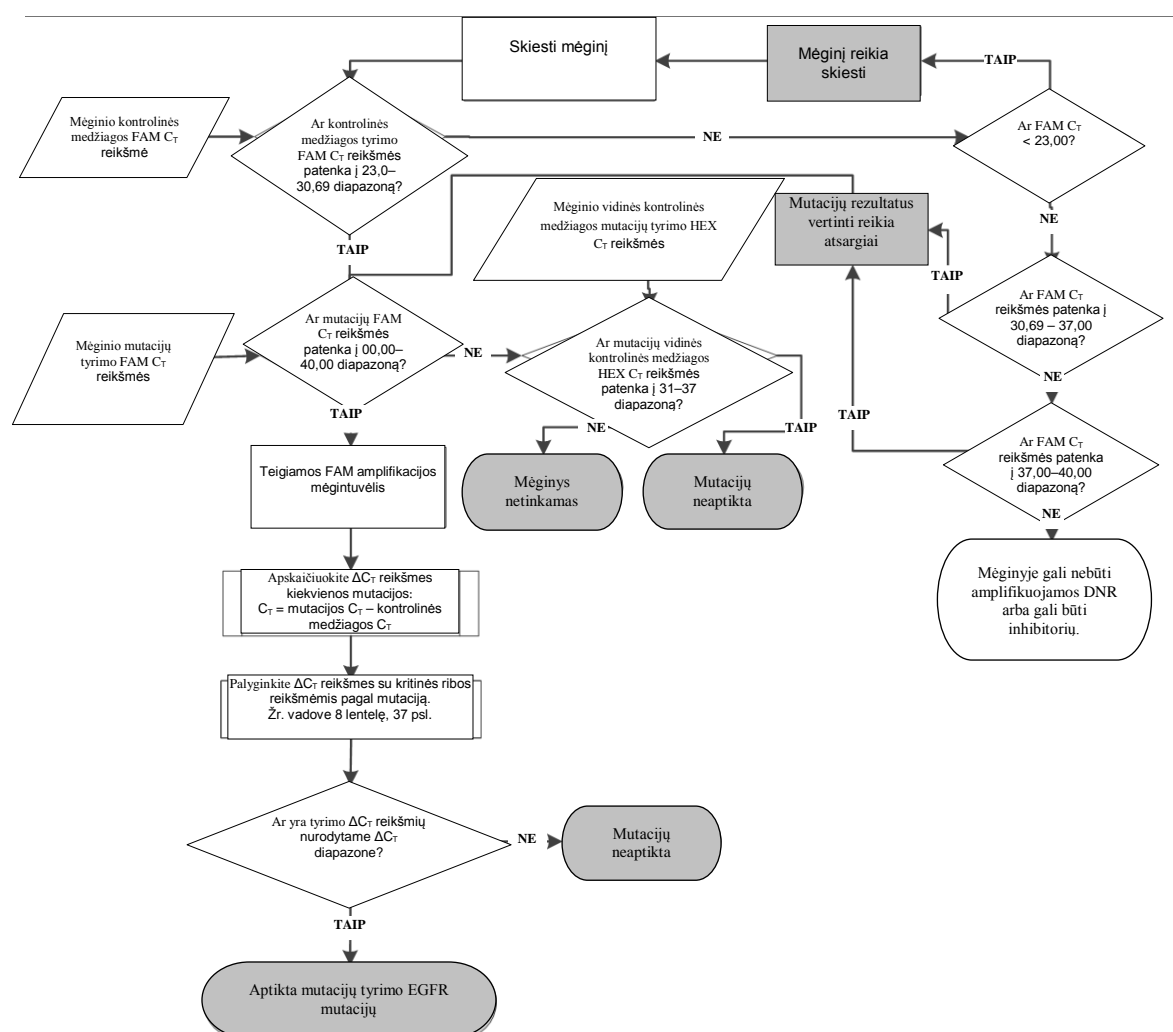 Skiesti mėginį
Mėginį reikia
skiesti
TAIP
Mėginio kontrolinės
medžiagos FAM CT
reikšmė
Ar kontrolinės
medžiagos tyrimo
FAM CT reikšmės
patenka į 23,0–
30,69 diapazoną?
NE
Ar FAM CT
< 23,00?
TAIP
NE
Mėginio vidinės kontrolinės
medžiagos mutacijų tyrimo HEX
CT reikšmės
Mutacijų rezultatus
vertinti reikia
atsargiai
TAIP
Ar FAM CT
reikšmės patenka į
30,69 – 37,00
diapazoną?
NE
Mėginio mutacijų
tyrimo FAM CT
reikšmės
Ar mutacijų FAM
CT reikšmės
patenka į 00,00–
40,00 diapazoną?
NE
Ar mutacijų vidinės
kontrolinės medžiagos
HEX CT reikšmės
patenka į 31–37
diapazoną?
TAIP
NE
TAIP
TAIP
Ar FAM CT
reikšmės patenka
į 37,00–40,00
diapazoną?
NE
Teigiamos FAM amplifikacijos
mėgintuvėlis
Mėginys
netinkamas
Mutacijų
neaptikta
Mėginyje gali nebūti
amplifikuojamos DNR
arba gali būti
inhibitorių.
Apskaičiuokite ΔCT reikšmes
kiekvienos mutacijos:
CT = mutacijos CT – kontrolinės
medžiagos CT
Palyginkite ΔCT reikšmes su kritinės ribos
reikšmėmis pagal mutaciją.
Žr. vadove 8 lentelę, 37 psl.
Ar yra tyrimo ΔCT reikšmių
nurodytame ΔCT
diapazone?
NE
Mutacijų
neaptikta
TAIP
Aptikta mutacijų tyrimo EGFR
mutacijų